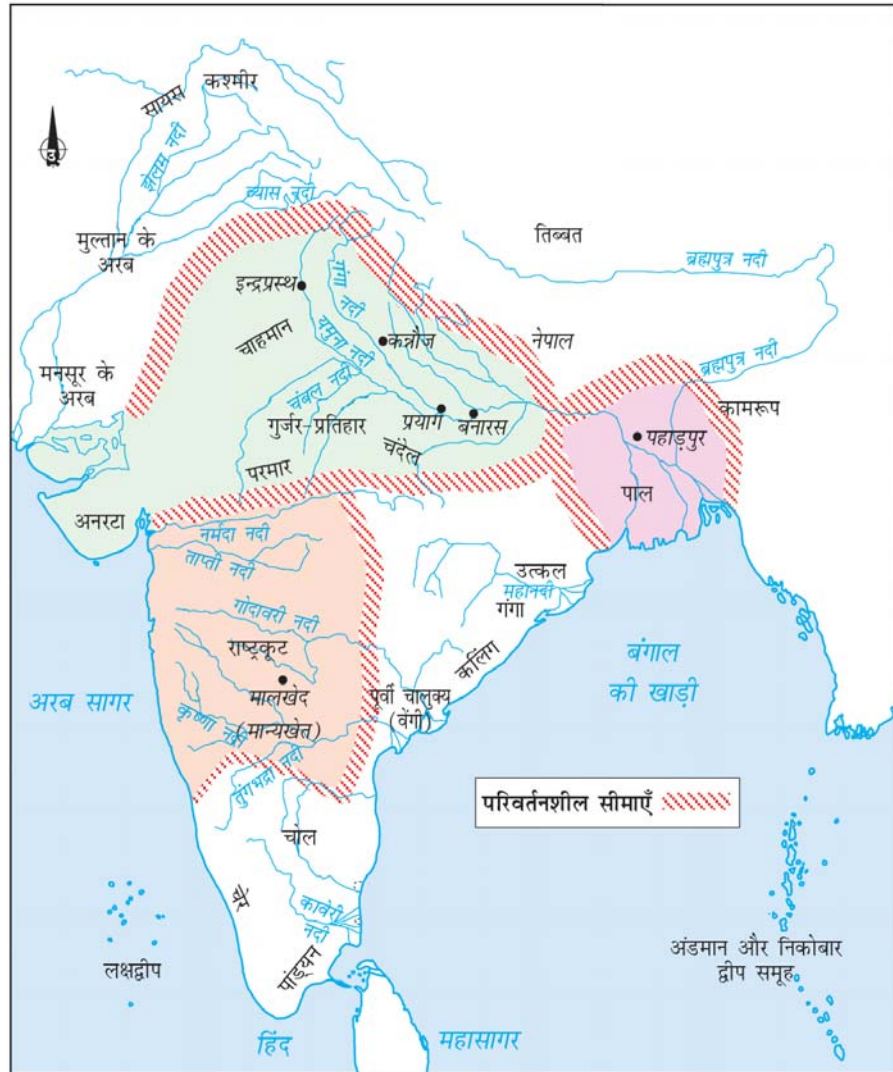 सायस
कश्मीर
उ
झेलम नदी
व्यास नदी
मुल्तान के
अरब
तिब्बत
ब्रह्मपुत्र नदी
इन्द्रप्रस्थ
गंगा नदी
चाहमान
यमुना नदी
कन्नौज
नेपाल
ब्रह्मपुत्र नदी
मनसूर के
अरब
चंबल नदी
कामरूप
गुर्जर-प्रतिहार
प्रयाग
बनारस
पहाड़पुर
चंदेल
परमार
पाल
अनरटा
नर्मदा नदी
ताप्ती नदी
उत्कल
महानदी
गंगा
गोदावरी नदी
राष्ट्रकूट
कलिंग
बंगाल
की खाड़ी
मालखेद
(मान्यखेत)
पूर्वी चालुक्य
(वेंगी)
अरब सागर
कृष्णा नदी
तुंगभद्रा नदी
परिवर्तनशील सीमाएँ
चोल
कावेरी
नदी
पांड्यन
लक्षद्वीप
अंडमान और निकोबार
द्वीप समूह
हिंद
महासागर